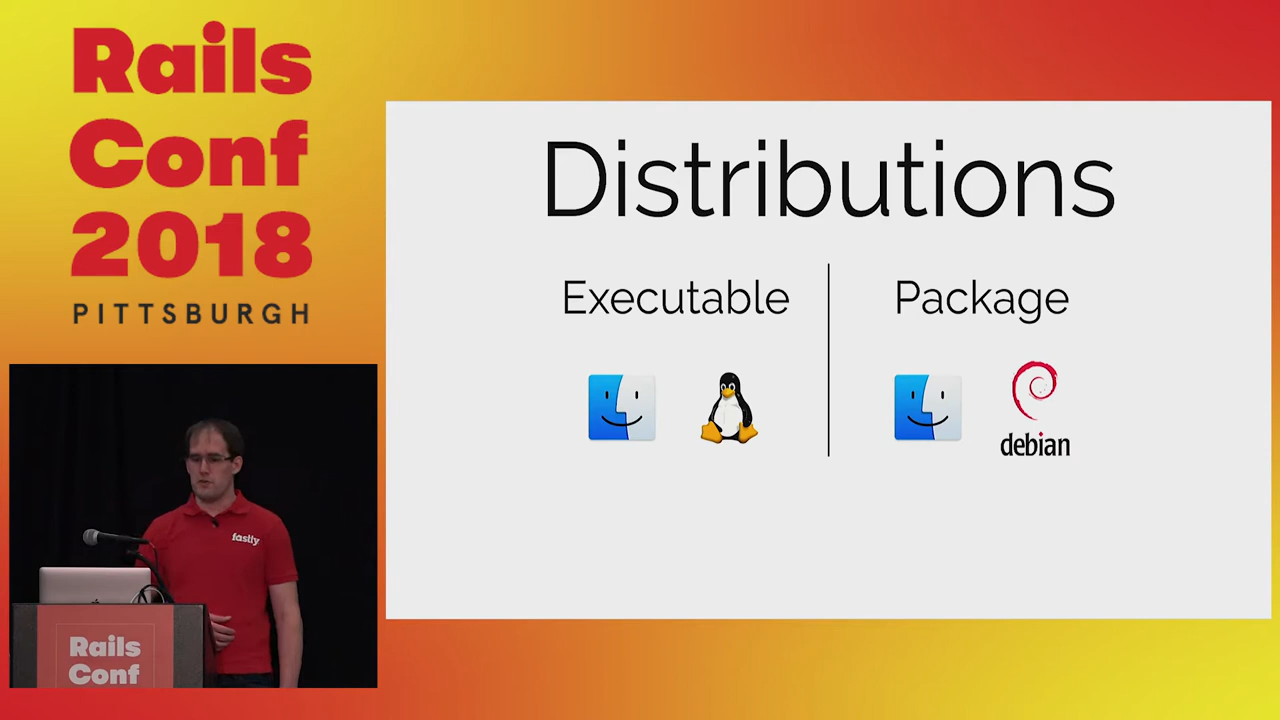 Rails
Conf
2018
PITTSBURGH
Distributions
Executable
Package
debian
fastly
Rails
Conf